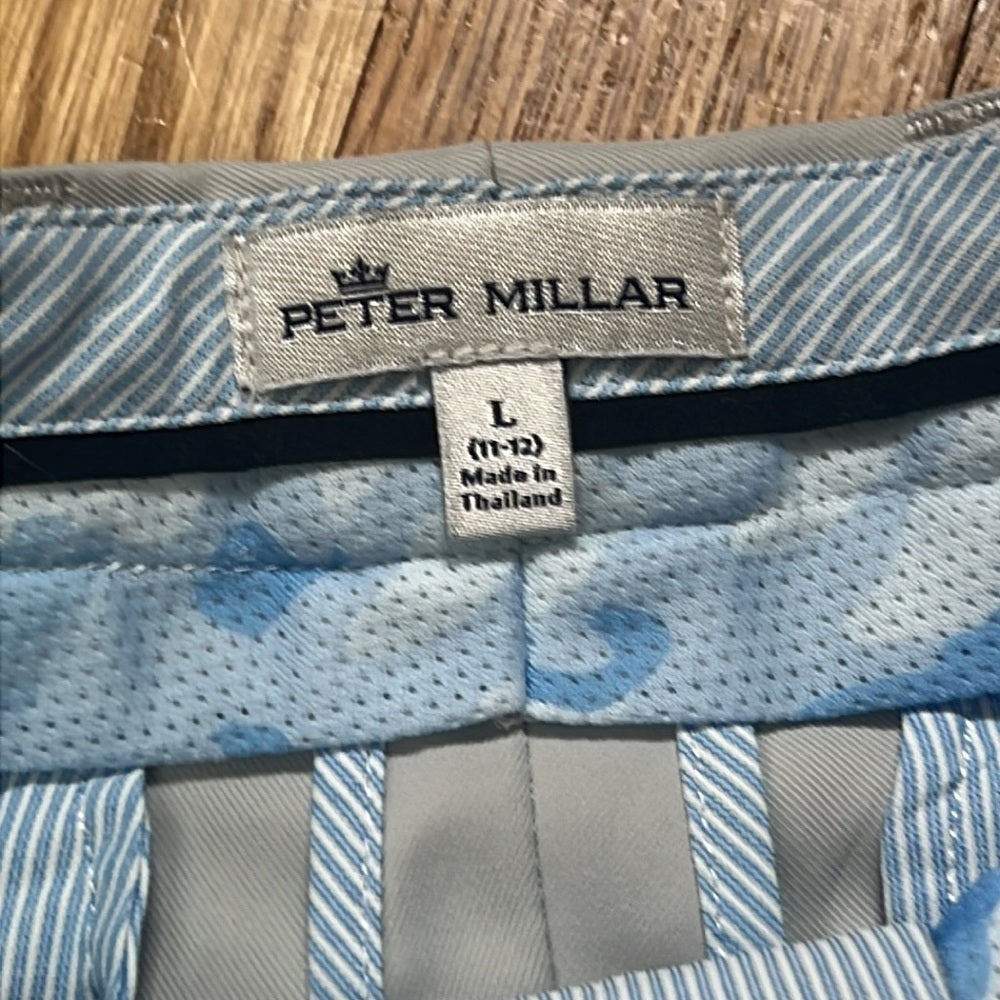 PETER MILLAR
L
(11-12)
Made in
Thailand